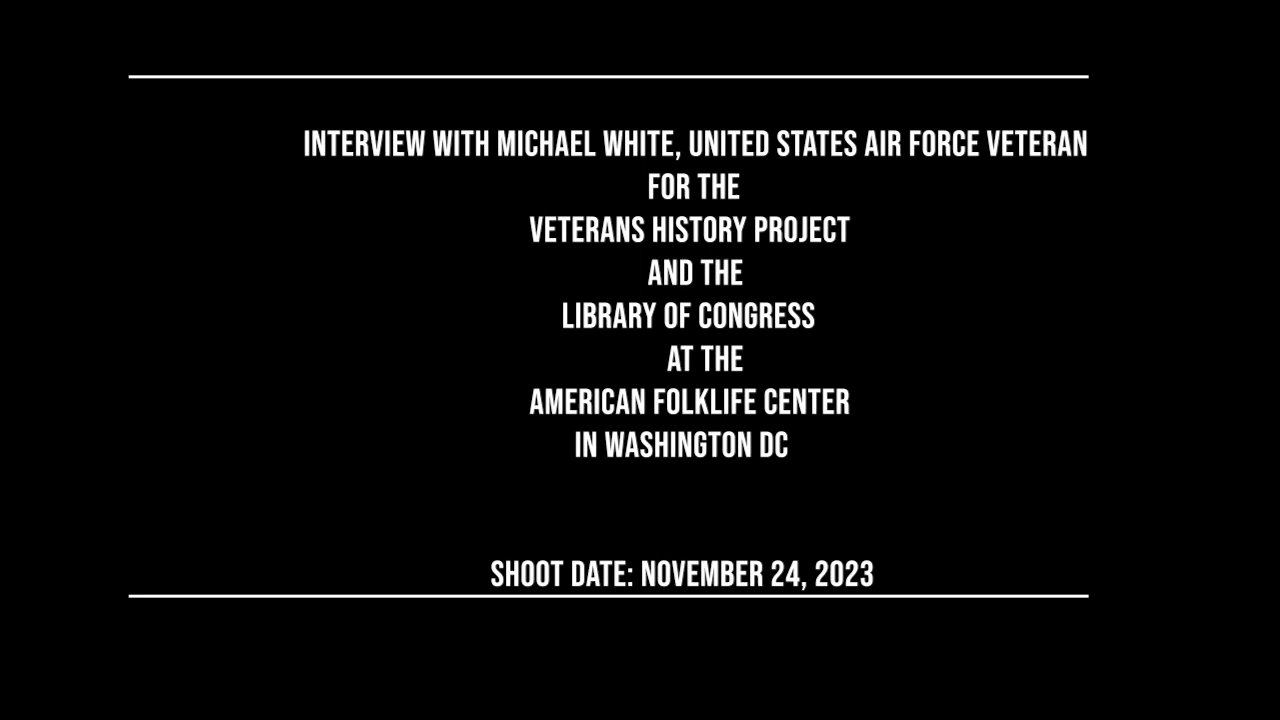 INTERVIEW WITH MICHAEL WHITE, UNITED STATES AIR FORCE VETERAN
FOR THE
VETERANS HISTORY PROJECT
AND THE
LIBRARY OF CONGRESS
AT THE
AMERICAN FOLKLIFE CENTER
IN WASHINGTON DC
SHOOT DATE: NOVEMBER 24, 2023